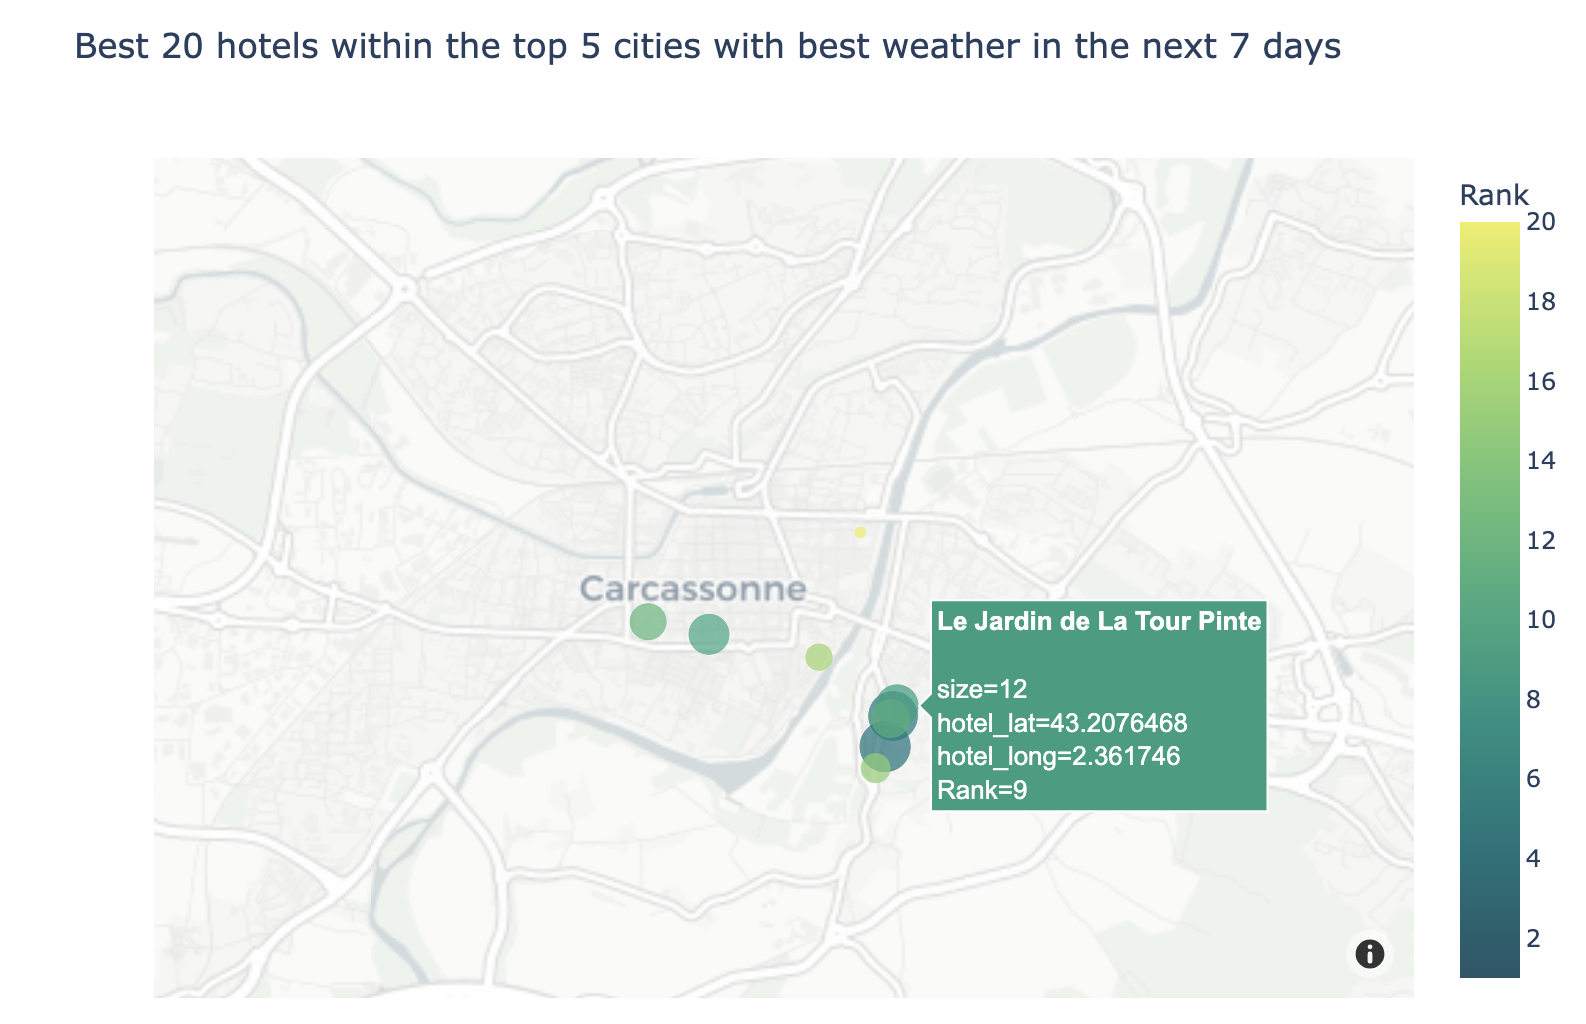 Best 20 hotels within the top 5 cities with best weather in the next 7 days
Rank
20
18
16
14
12
10
8
6
4
2
Carcassonne
Le Jardin de La Tour Pinte
size=12
hotel_lat=43.2076468
hotel_long=2.361746
Rank=9